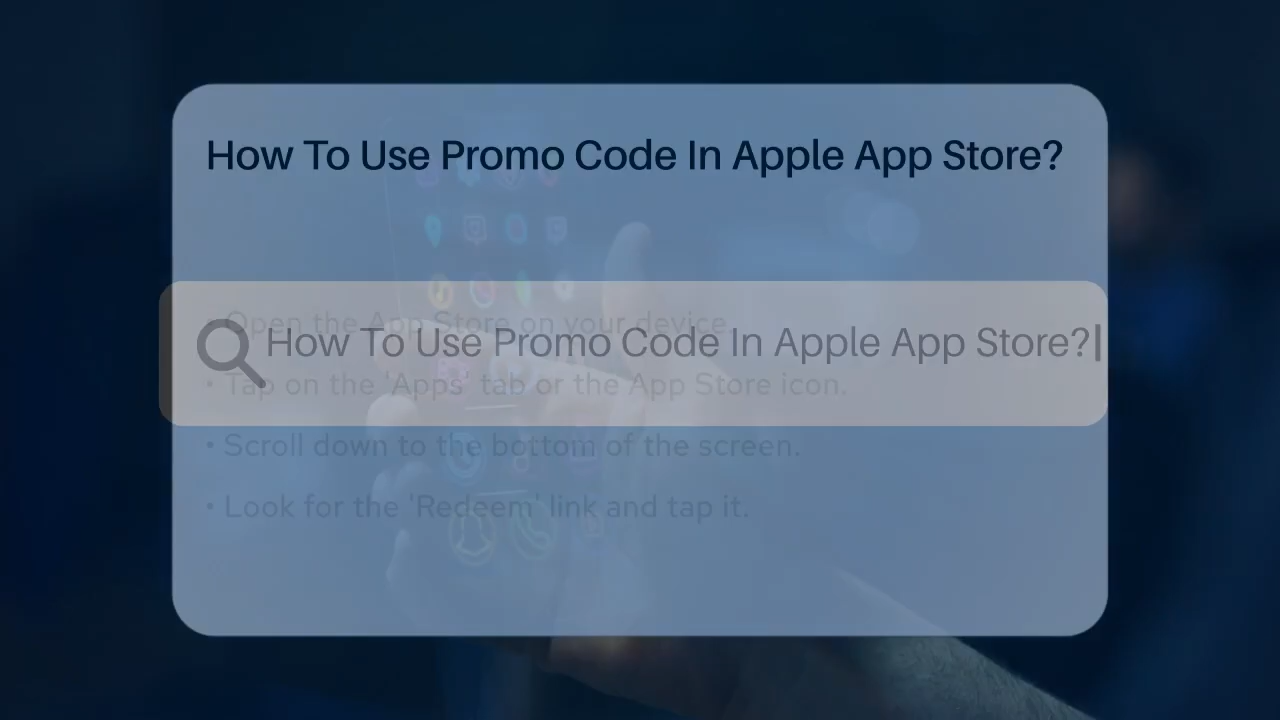 How To Use Promo Code In Apple App Store?
• Open the App Store on your device.
How To Use Promo Code In Apple App Store?
• Tap on the 'Apps' tab or the App Store icon.
• Scroll down to the bottom of the screen.
• Look for the 'Redeem' link and tap it.